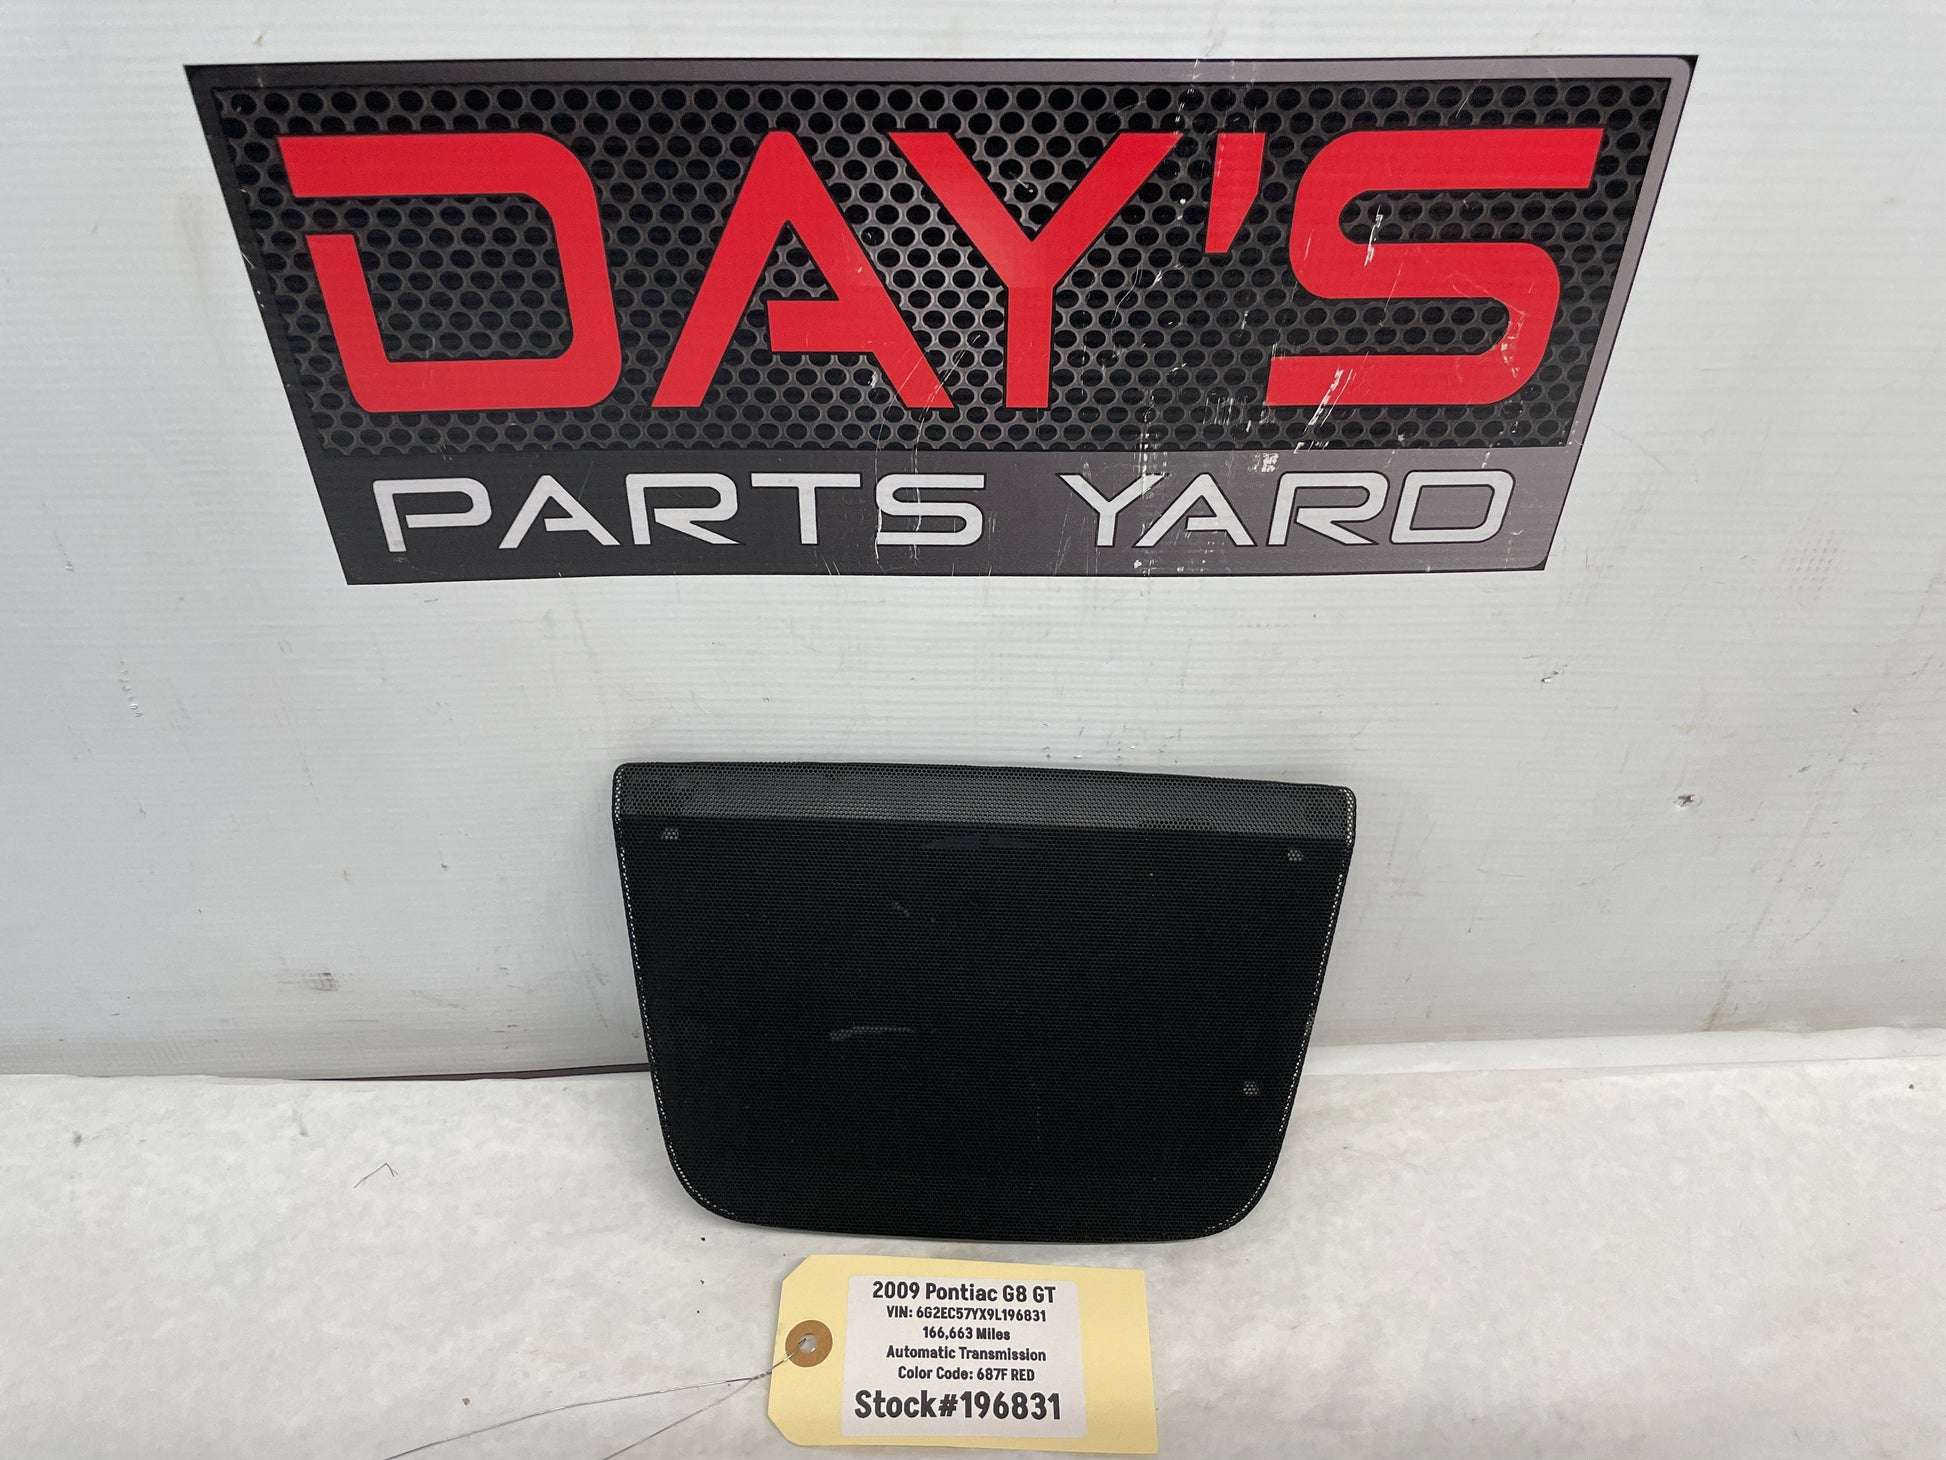 DAY'S
PARTS YARD
2009 Pontiac G8 GT
VIN: 6G2EC57YX9L196831
166,663 Miles
Automatic Transmission
Color Code: 687F RED
Stock#196831